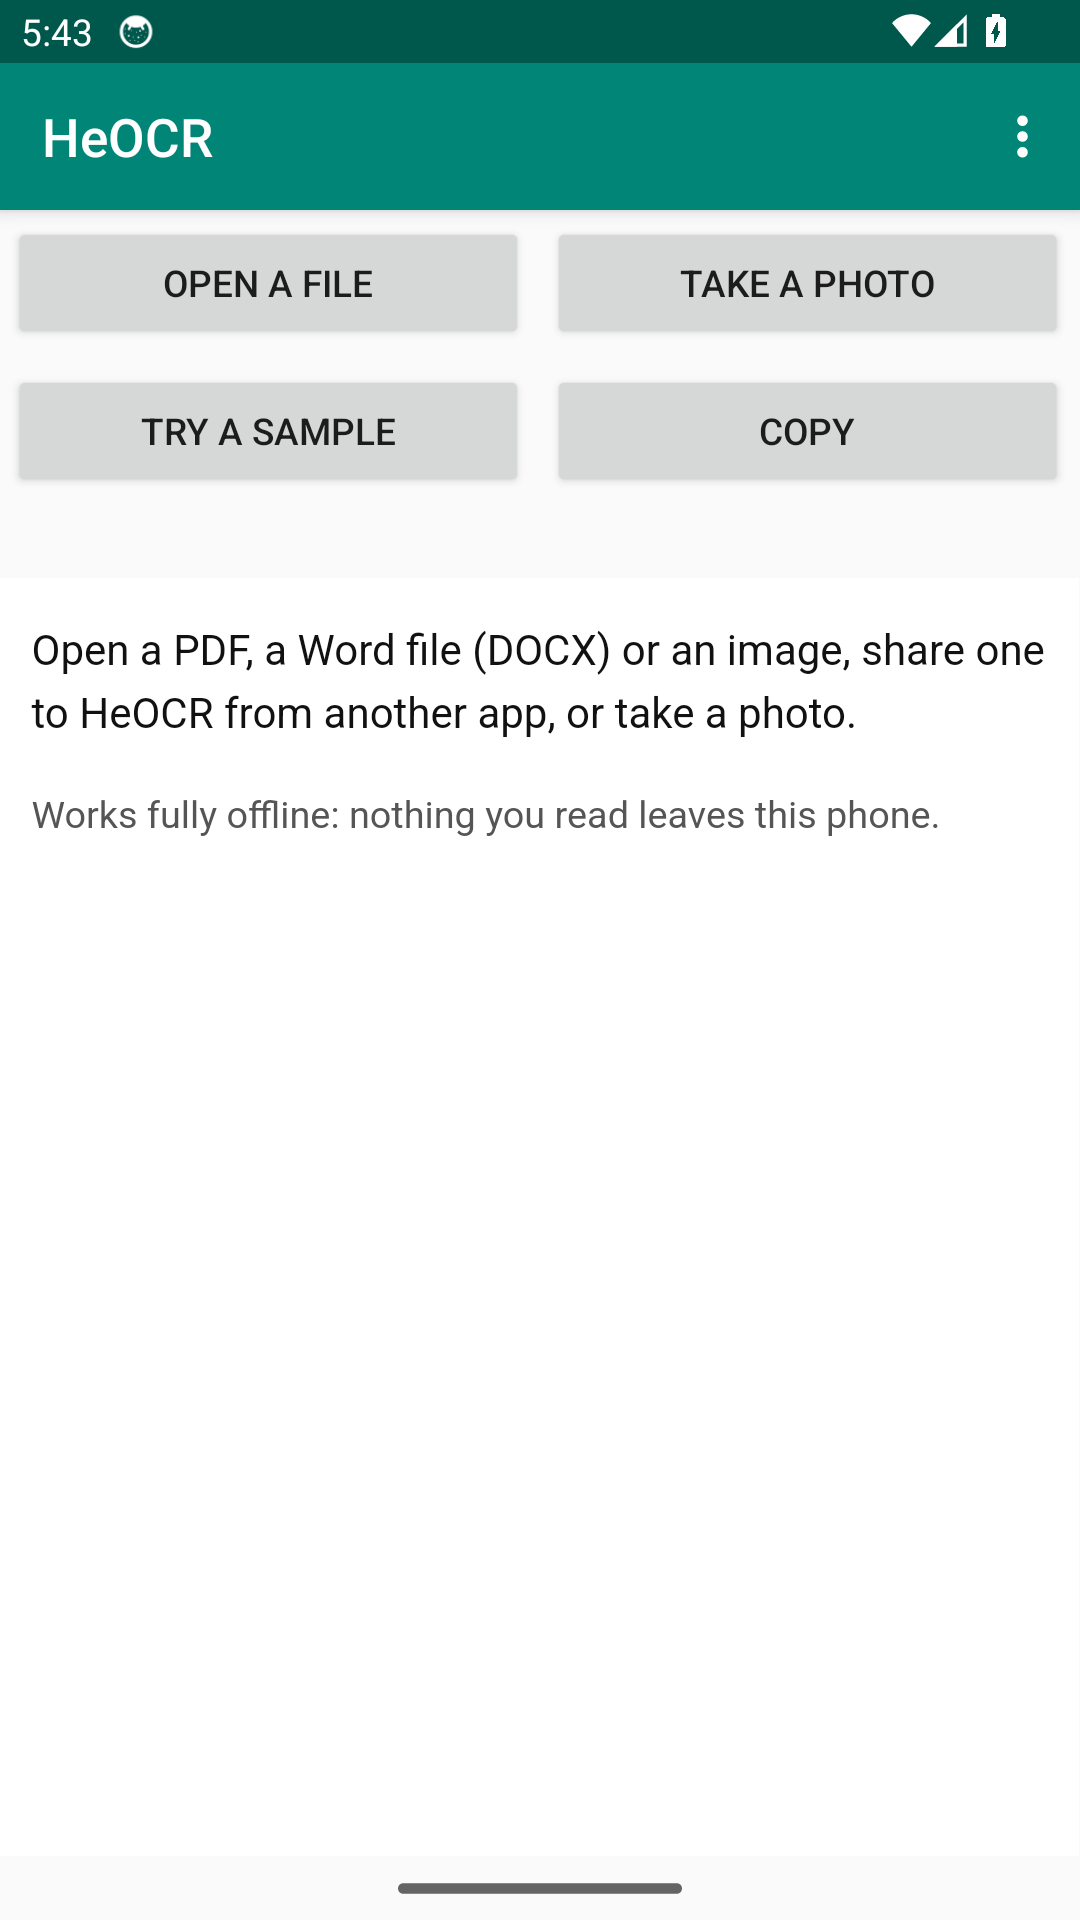 5:43
HeOCR
OPEN A FILE
TAKE A PHOTO
TRY A SAMPLE
COPY
Open a PDF, a Word file (DOCX) or an image, share one
to HeOCR from another app, or take a photo.
Works fully offline: nothing you read leaves this phone.